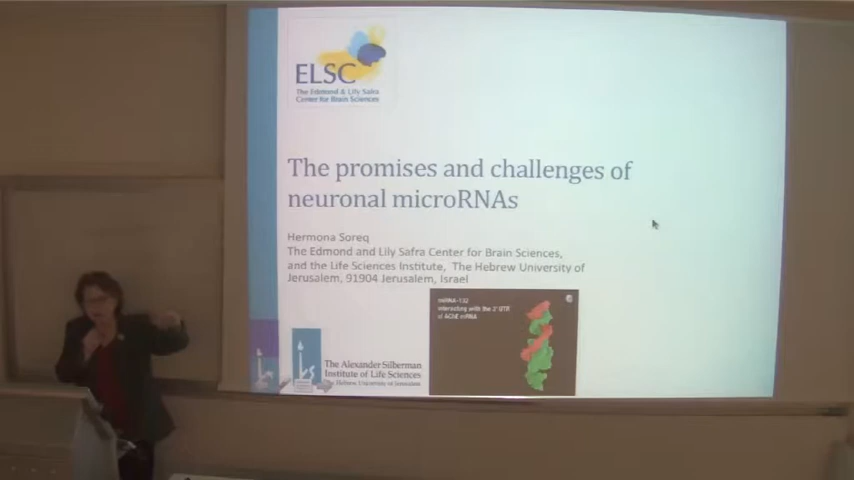 ELSC
The Edmond & Lily Safra
Center for Brain Sciences
The promises and challenges of
neuronal microRNAs
Hermona Soreq
The Edmond and Lily Safra Center for Brain Sciences,
and the Life Sciences Institute, The Hebrew University of
Jerusalem, 91904 Jerusalem, Israel
miRNA-132
interacting with the 3' UTR
of AChE mRNA
The Alexander Silberman
Institute of Life Sciences
The Hebrew University of Jerusalem